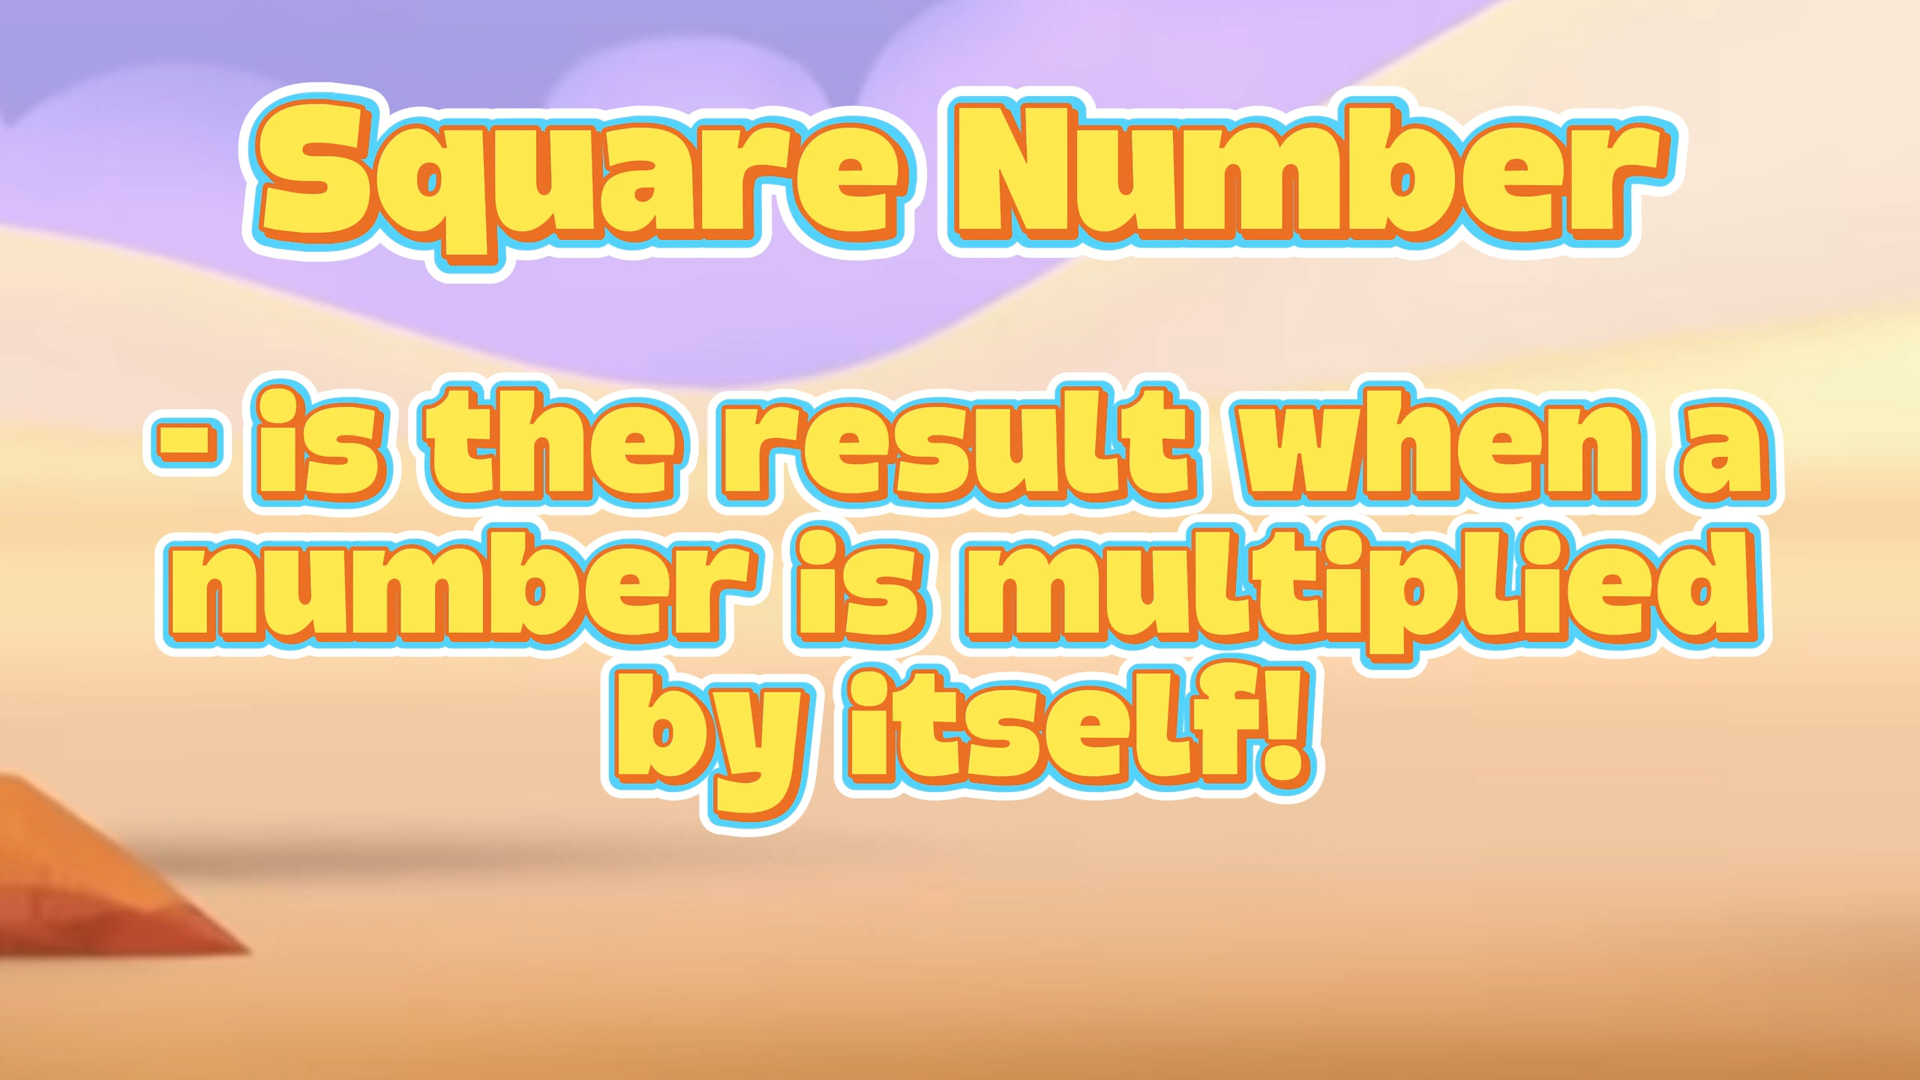 Square Number
- is the result when a
number is multiplied
by itself!